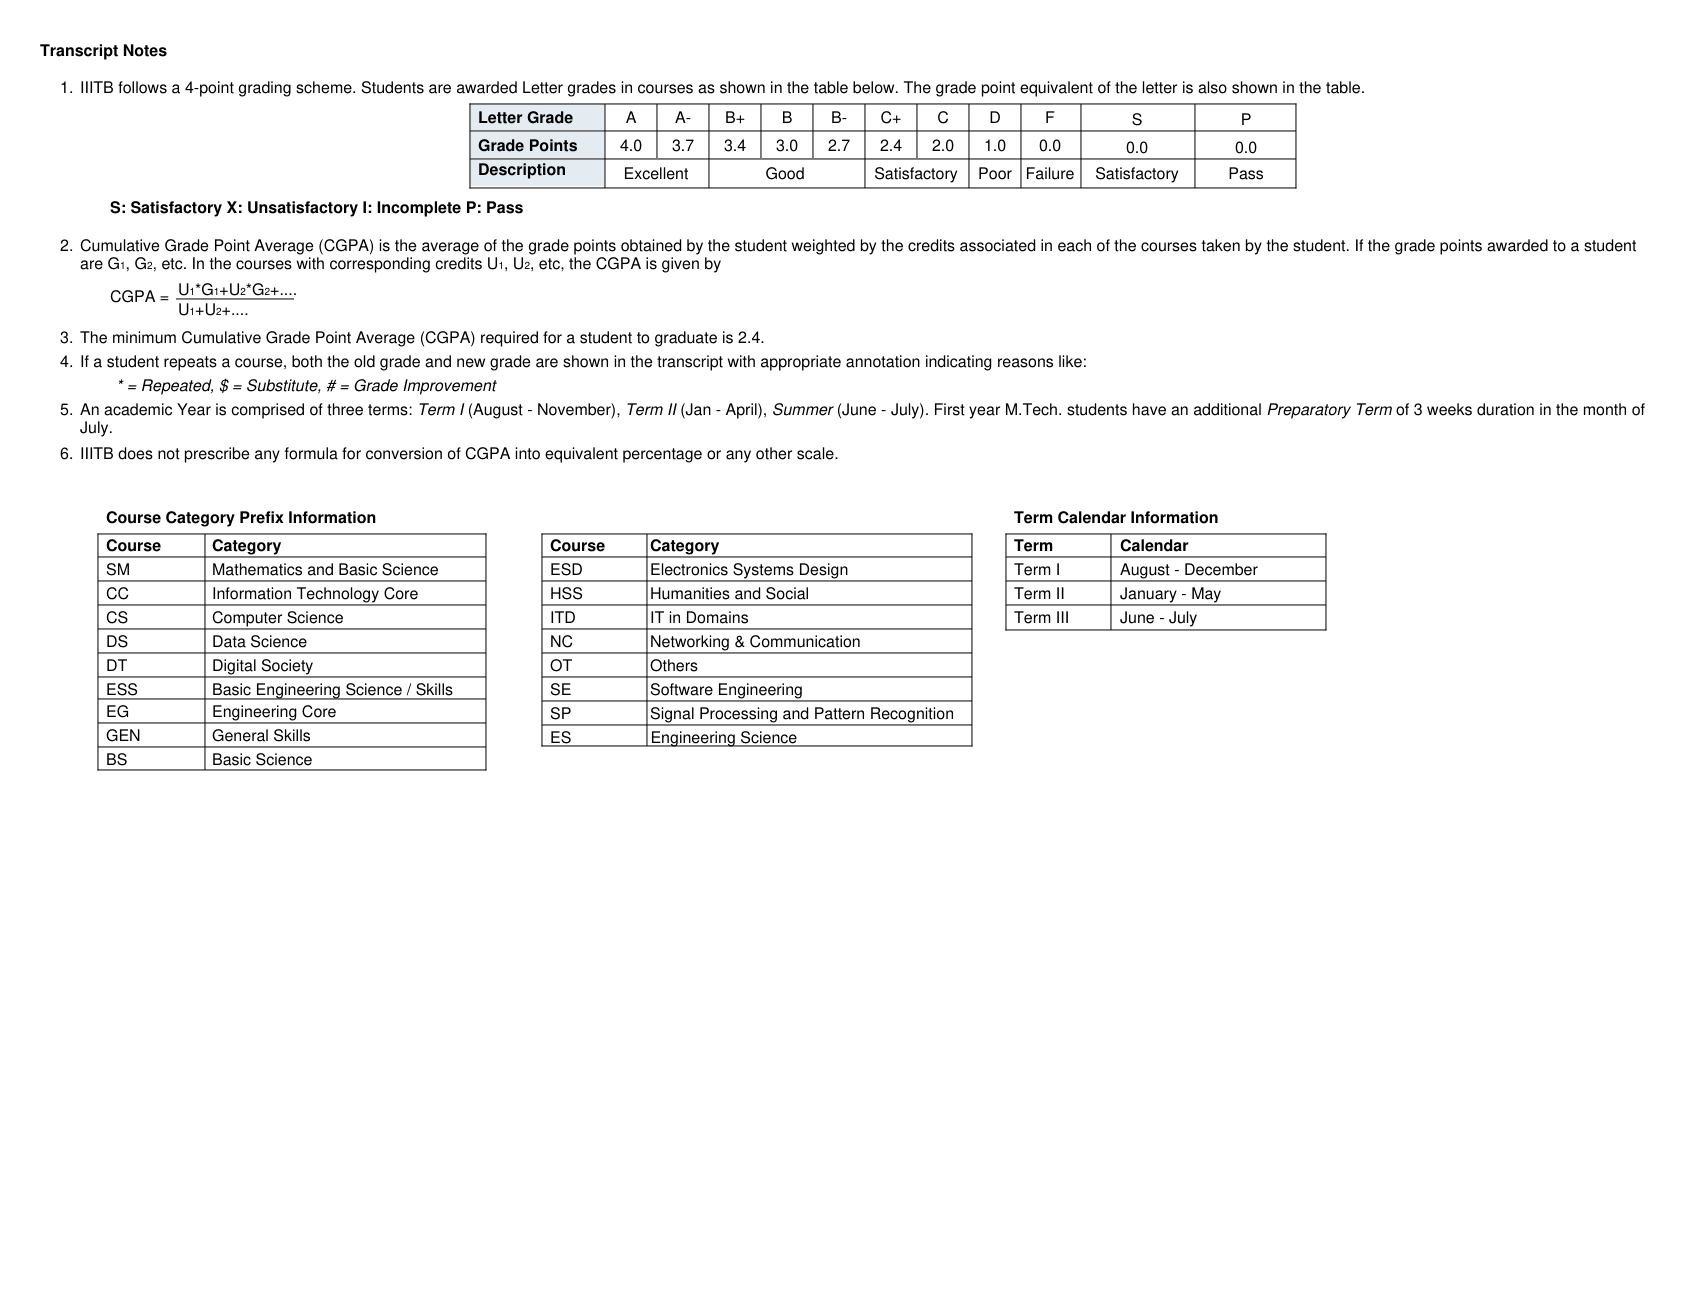 Transcript Notes
1. IIITB follows a 4-point grading scheme. Students are awarded Letter grades in courses as shown in the table below. The grade point equivalent of the letter is also shown in the table.
Letter Grade A A- B+ B B- C+ C D F S P
Grade Points 4.0 3.7 3.4 3.0 2.7 2.4 2.0 1.0 0.0 0.0 0.0
Description Excellent Good Satisfactory Poor Failure Satisfactory Pass
S: Satisfactory X: Unsatisfactory I: Incomplete P: Pass
2. Cumulative Grade Point Average (CGPA) is the average of the grade points obtained by the student weighted by the credits associated in each of the courses taken by the student. If the grade points awarded to a student
are G1, G2, etc. In the courses with corresponding credits U1, U2, etc, the CGPA is given by
CGPA = U1*G1+U2*G2+....
U1+U2+....
3. The minimum Cumulative Grade Point Average (CGPA) required for a student to graduate is 2.4.
4. If a student repeats a course, both the old grade and new grade are shown in the transcript with appropriate annotation indicating reasons like:
* = Repeated, $ = Substitute, # = Grade Improvement
5. An academic Year is comprised of three terms: Term I (August - November), Term II (Jan - April), Summer (June - July). First year M.Tech. students have an additional Preparatory Term of 3 weeks duration in the month of
July.
6. IIITB does not prescribe any formula for conversion of CGPA into equivalent percentage or any other scale.
Course Category Prefix Information
Course Category
SM Mathematics and Basic Science
CC Information Technology Core
CS Computer Science
DS Data Science
DT Digital Society
ESS Basic Engineering Science / Skills
EG Engineering Core
GEN General Skills
BS Basic Science
Course Category
ESD Electronics Systems Design
HSS Humanities and Social
ITD IT in Domains
NC Networking & Communication
OT Others
SE Software Engineering
SP Signal Processing and Pattern Recognition
ES Engineering Science
Term Calendar Information
Term Calendar
Term I August - December
Term II January - May
Term III June - July